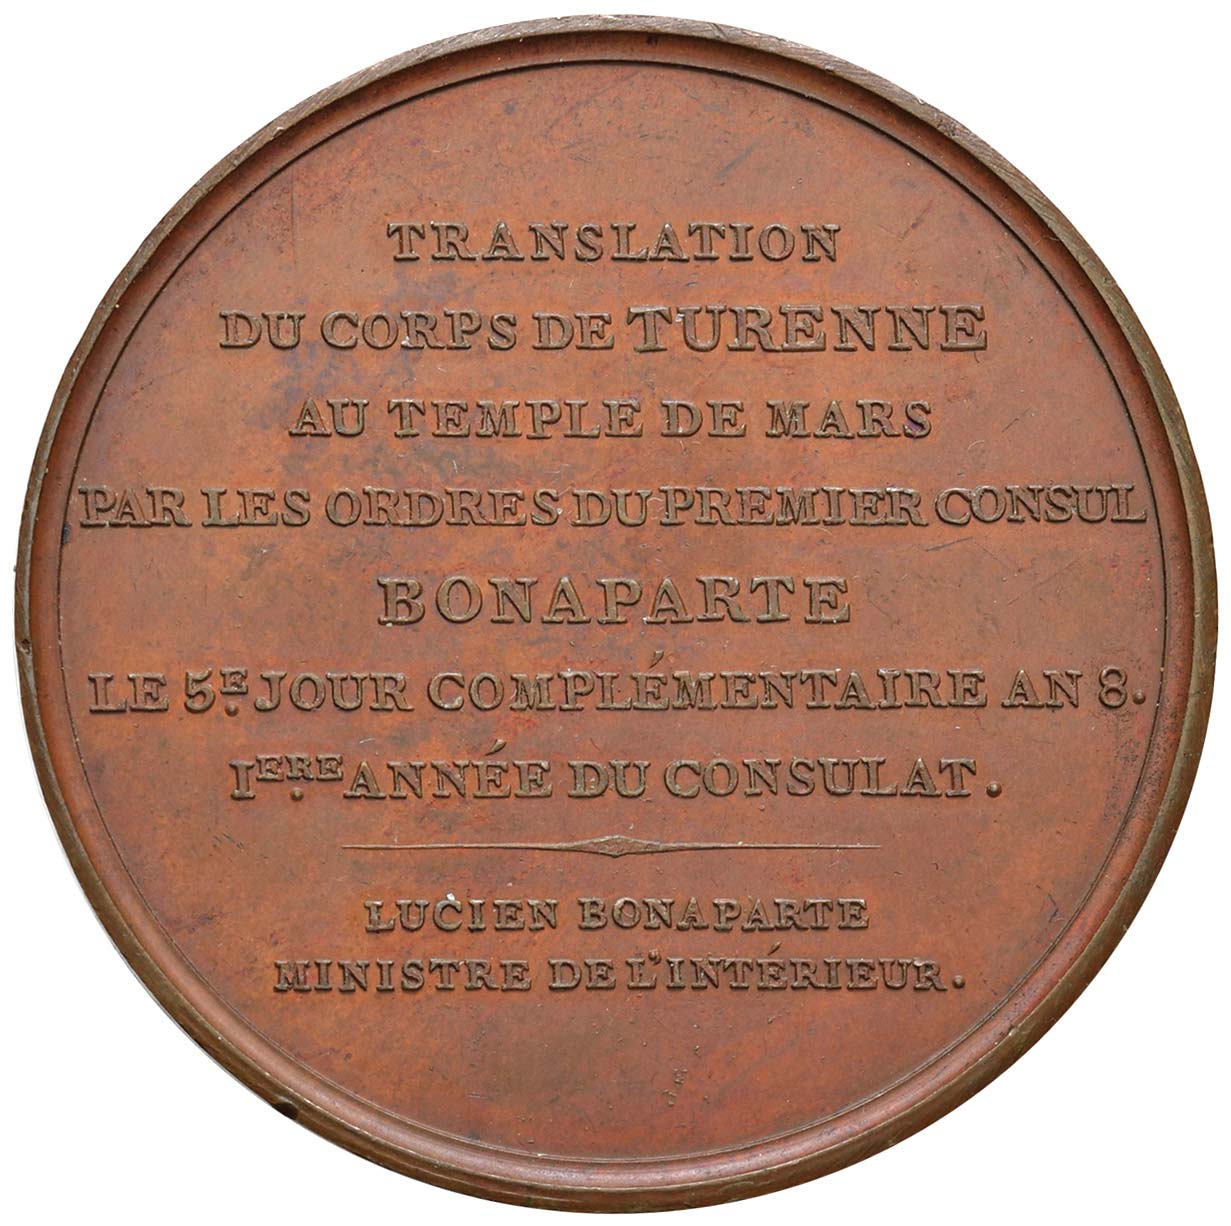 TRANSLATION
DU CORPS DE TURENNE
AU TEMPLE DE MARS
PAR LES ORDRES DU PREMIER CONSUL
BONAPARTE
LE 5E. JOUR COMPLÉMENTAIRE AN 8.
IERE. ANNÉE DU CONSULAT.
LUCIEN BONAPARTE
MINISTRE DE L'INTÉRIEUR.